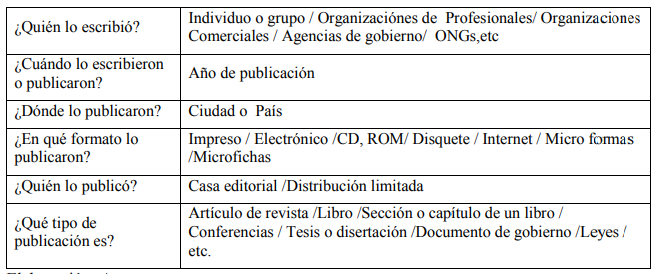 ¿Quién lo escribió?
Individuo o grupo / Organizaciónes de Profesionales/ Organizaciones
Comerciales / Agencias de gobierno/ ONGs,etc
¿Cuándo lo escribieron
o publicaron?
Año de publicación
¿Dónde lo publicaron?
Ciudad o País
¿En qué formato lo
publicaron?
Impreso / Electrónico /CD, ROM/ Disquete / Internet / Micro formas
/Microfichas
¿Quién lo publicó?
Casa editorial /Distribución limitada
¿Qué tipo de
publicación es?
Artículo de revista /Libro /Sección o capítulo de un libro /
Conferencias / Tesis o disertación /Documento de gobierno /Leyes /
etc.